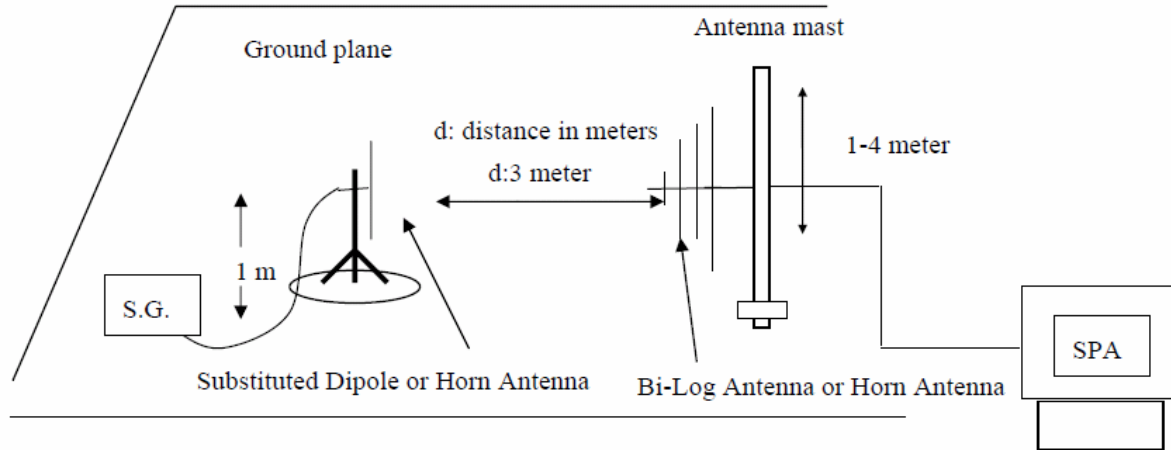 Antenna mast
Ground plane
d: distance in meters
d:3 meter
1-4 meter
1 m
S.G.
SPA
Substituted Dipole or Horn Antenna
Bi-Log Antenna or Horn Antenna